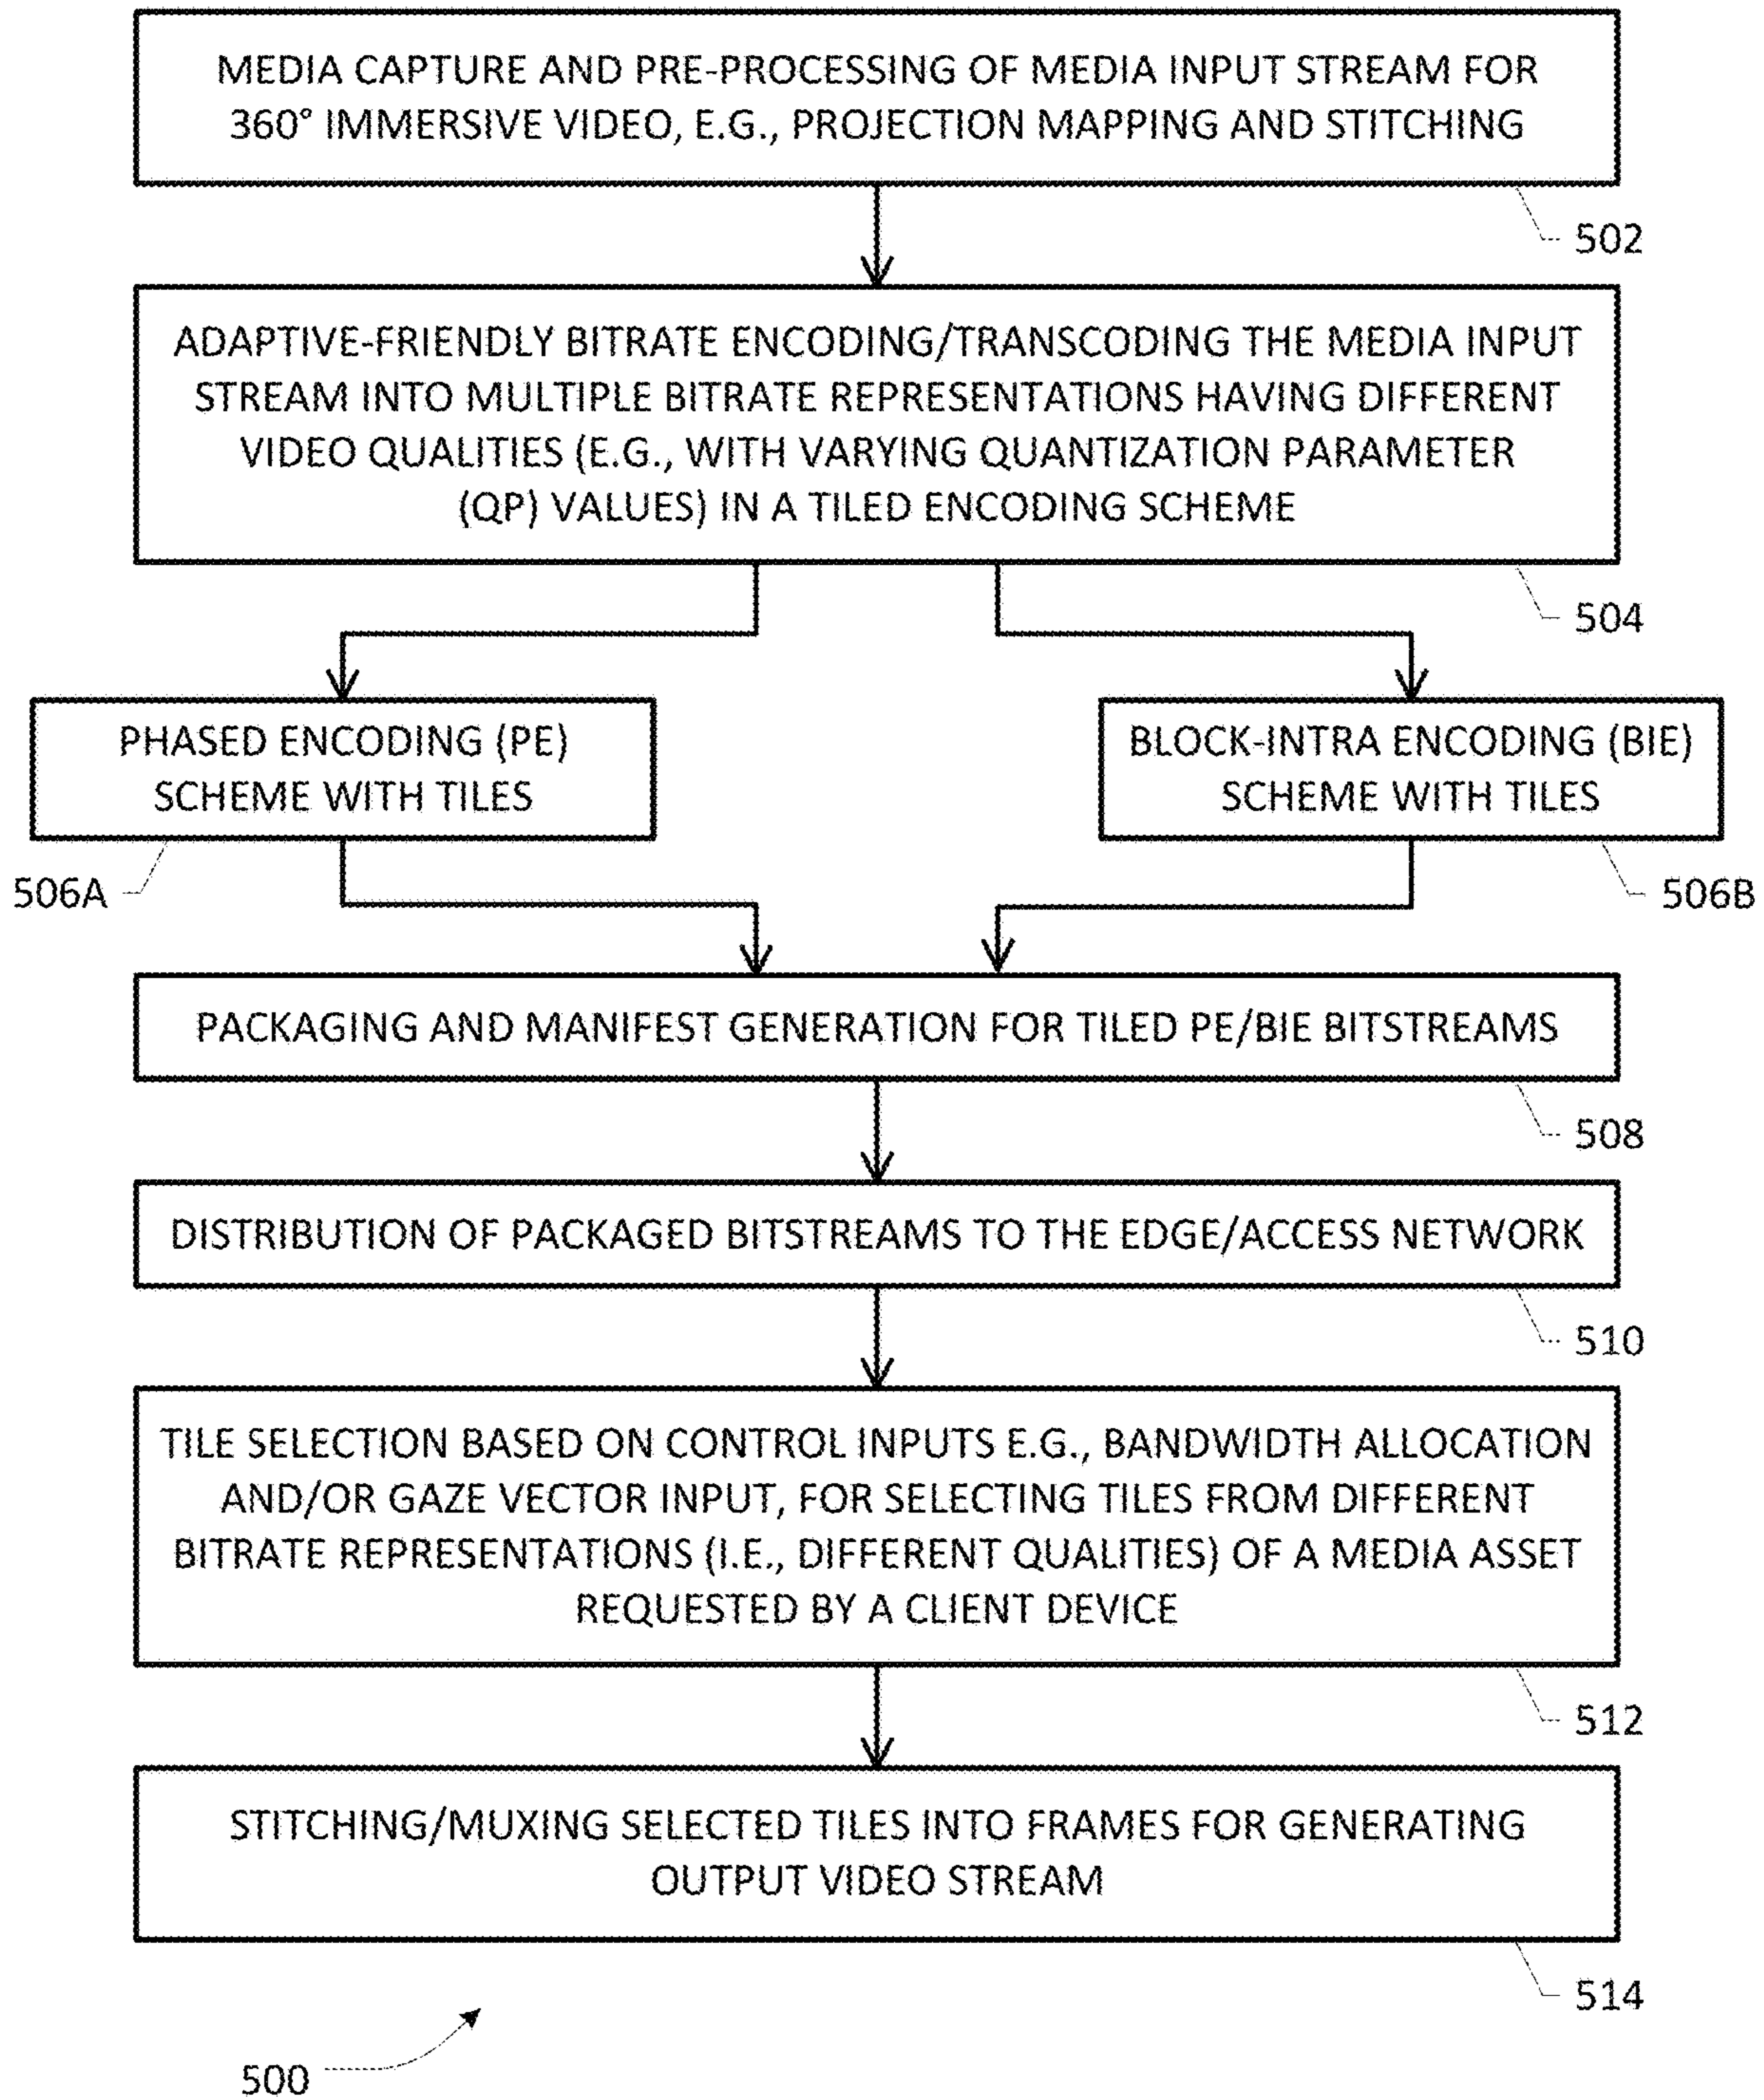 MEDIA CAPTURE AND PRE-PROCESSING OF MEDIA INPUT STREAM FOR
360° IMMERSIVE VIDEO, E.G., PROJECTION MAPPING AND STITCHING
502
ADAPTIVE-FRIENDLY BITRATE ENCODING/TRANSCODING THE MEDIA INPUT
STREAM INTO MULTIPLE BITRATE REPRESENTATIONS HAVING DIFFERENT
VIDEO QUALITIES (E.G., WITH VARYING QUANTIZATION PARAMETER
(QP) VALUES) IN A TILED ENCODING SCHEME
504
PHASED ENCODING (PE)
SCHEME WITH TILES
506A
BLOCK-INTRA ENCODING (BIE)
SCHEME WITH TILES
506B
PACKAGING AND MANIFEST GENERATION FOR TILED PE/BIE BITSTREAMS
508
DISTRIBUTION OF PACKAGED BITSTREAMS TO THE EDGE/ACCESS NETWORK
510
TILE SELECTION BASED ON CONTROL INPUTS E.G., BANDWIDTH ALLOCATION
AND/OR GAZE VECTOR INPUT, FOR SELECTING TILES FROM DIFFERENT
BITRATE REPRESENTATIONS (I.E., DIFFERENT QUALITIES) OF A MEDIA ASSET
REQUESTED BY A CLIENT DEVICE
512
STITCHING/MUXING SELECTED TILES INTO FRAMES FOR GENERATING
OUTPUT VIDEO STREAM
514
500